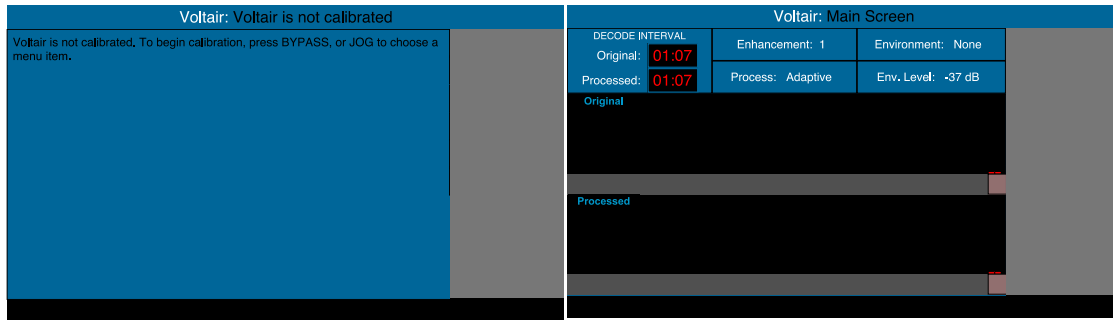 Voltair: Voltair is not calibrated
Voltair is not calibrated. To begin calibration, press BYPASS, or JOG to choose a
menu item.
Voltair: Main Screen
DECODE INTERVAL
Original: 01:07
Processed: 01:07
Enhancement: 1
Environment: None
Process: Adaptive
Env. Level: -37 dB
Original
--
Processed
--